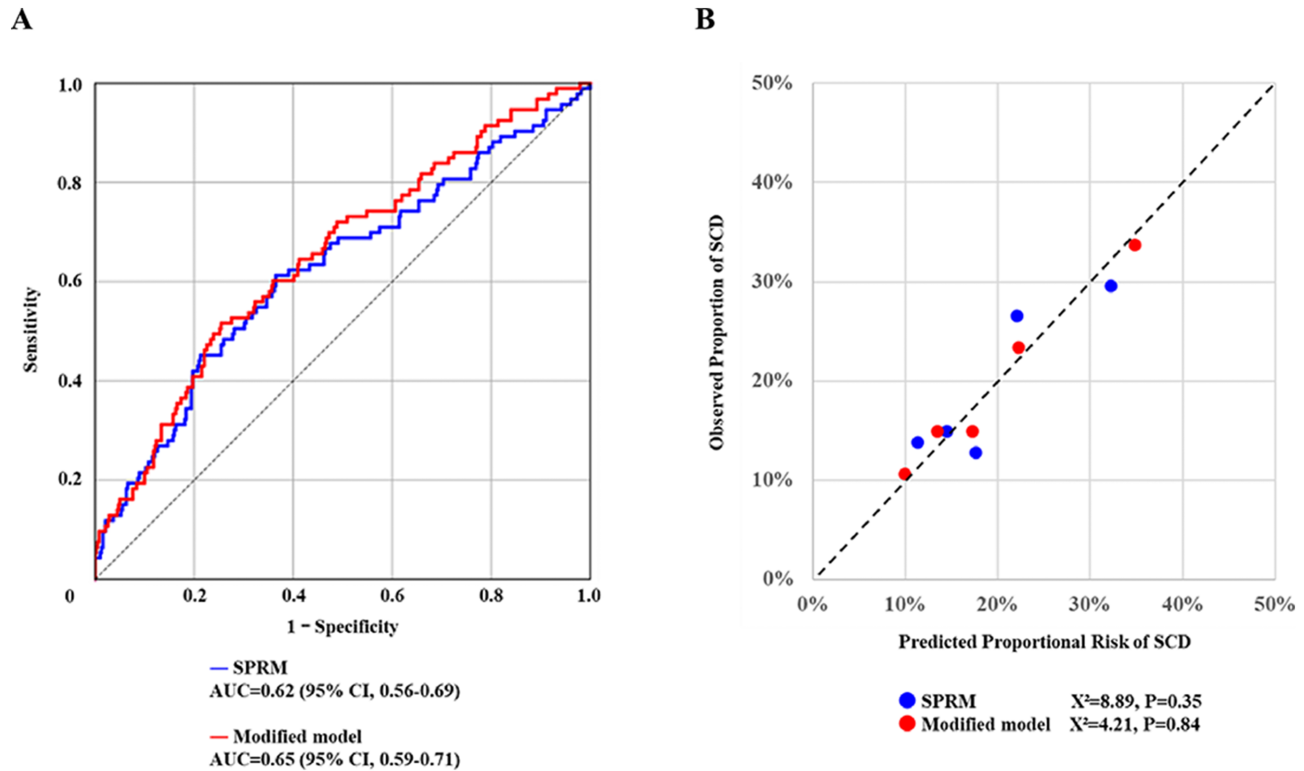 A
1.0
0.8
0.6
0.4
0.2
0
0.2
0.4
0.6
0.8
1.0
Sensitivity
1 − Specificity
SPRM
AUC=0.62 (95% CI, 0.56-0.69)
Modified model
AUC=0.65 (95% CI, 0.59-0.71)
B
50%
40%
30%
20%
10%
0%
0%
10%
20%
30%
40%
50%
Observed Proportion of SCD
Predicted Proportional Risk of SCD
SPRM X²=8.89, P=0.35
Modified model X²=4.21, P=0.84